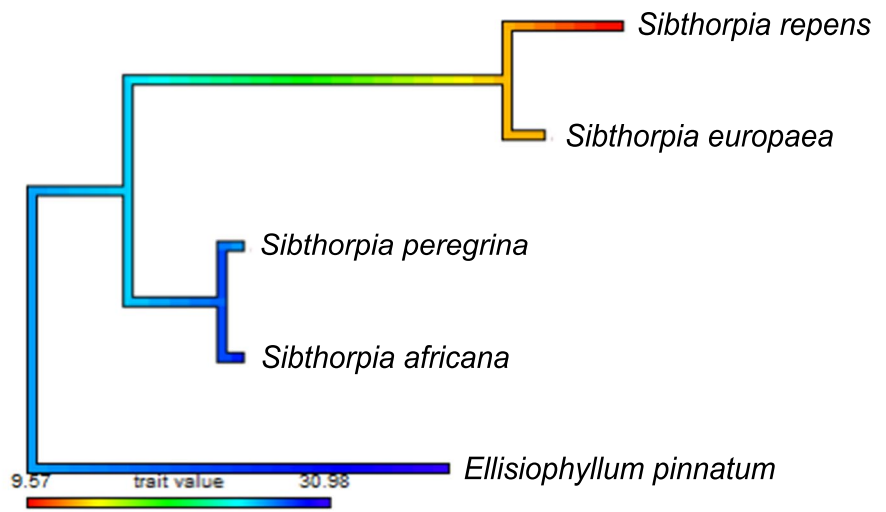 Sibthorpia repens
Sibthorpia europaea
Sibthorpia peregrina
Sibthorpia africana
Ellisiophyllum pinnatum
9.57 trait value 30.98